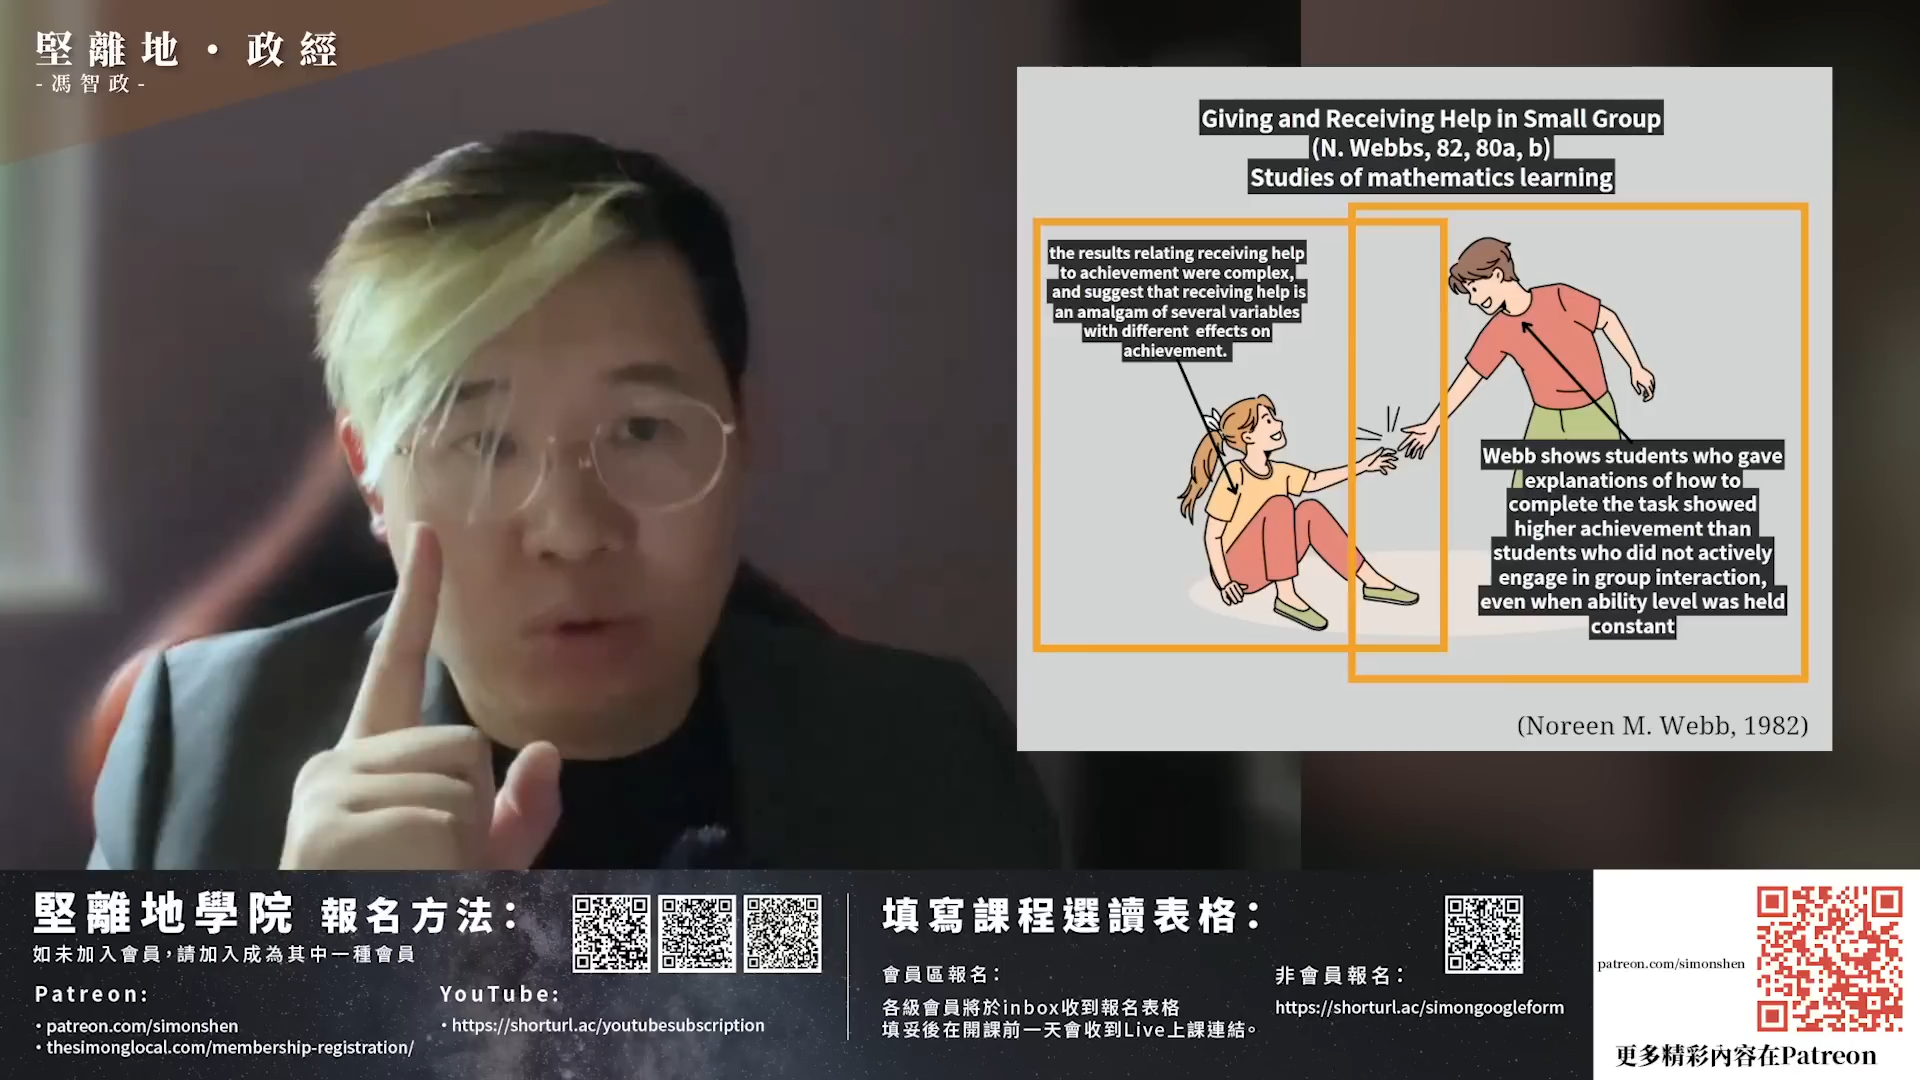 堅離地・政經
-馮智政-
Giving and Receiving Help in Small Group
(N. Webbs, 82, 80a, b)
Studies of mathematics learning
the results relating receiving help
to achievement were complex,
and suggest that receiving help is
an amalgam of several variables
with different effects on
achievement.
Webb shows students who gave
explanations of how to
complete the task showed
higher achievement than
students who did not actively
engage in group interaction,
even when ability level was held
constant
(Noreen M. Webb, 1982)
堅離地學院 報名方法：
如未加入會員，請加入成為其中一種會員
Patreon:
・patreon.com/simonshen
・thesimonglocal.com/membership-registration/
YouTube:
・https://shorturl.ac/youtubesubscription
填寫課程選讀表格：
會員區報名：
各級會員將於inbox收到報名表格
填妥後在開課前一天會收到Live上課連結。
非會員報名：
https://shorturl.ac/simongoogleform
patreon.com/simonshen
更多精彩內容在Patreon